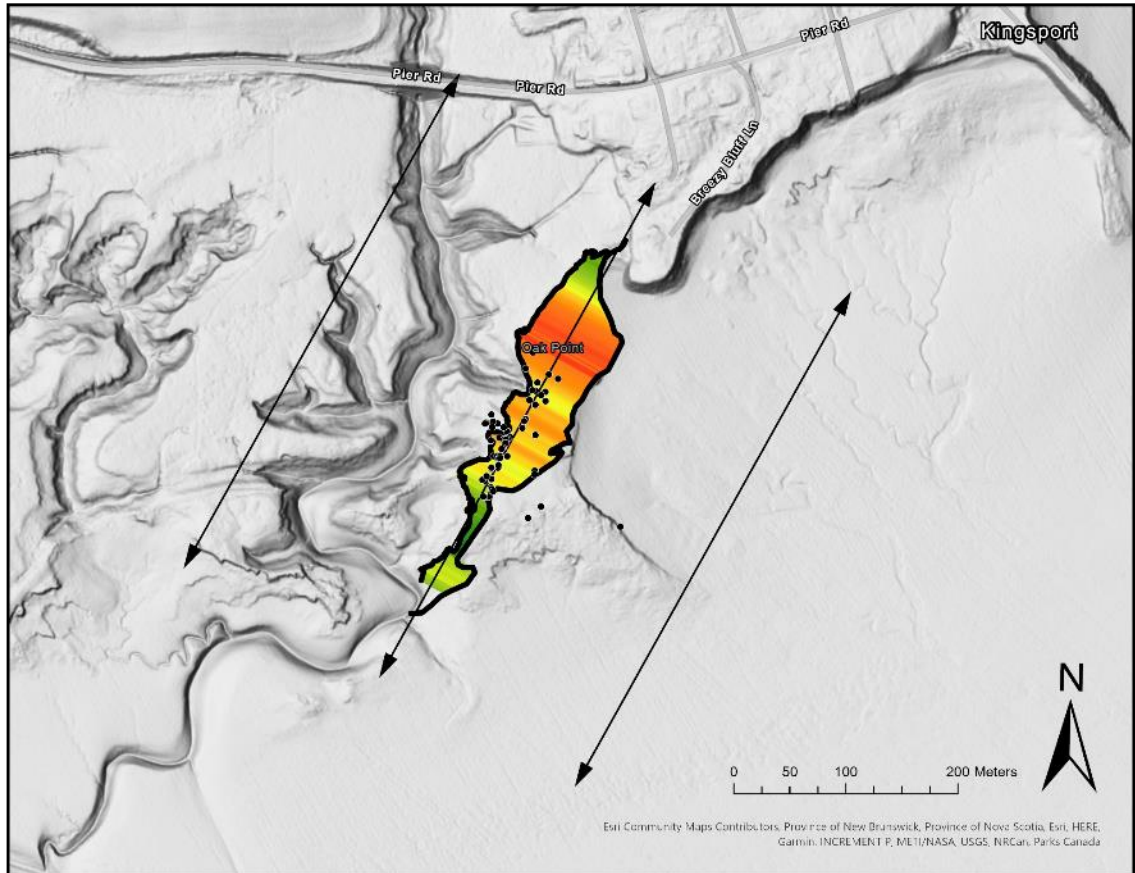 Kingsport
Pier Rd
Pier Rd
Pier Rd
Breezy Bluff Ln
Oak Point
N
0 50 100 200 Meters
Esri Community Maps Contributors, Province of New Brunswick, Province of Nova Scotia, Esri, HERE,
Garmin, INCREMENT P, METI/NASA, USGS, NRCan, Parks Canada